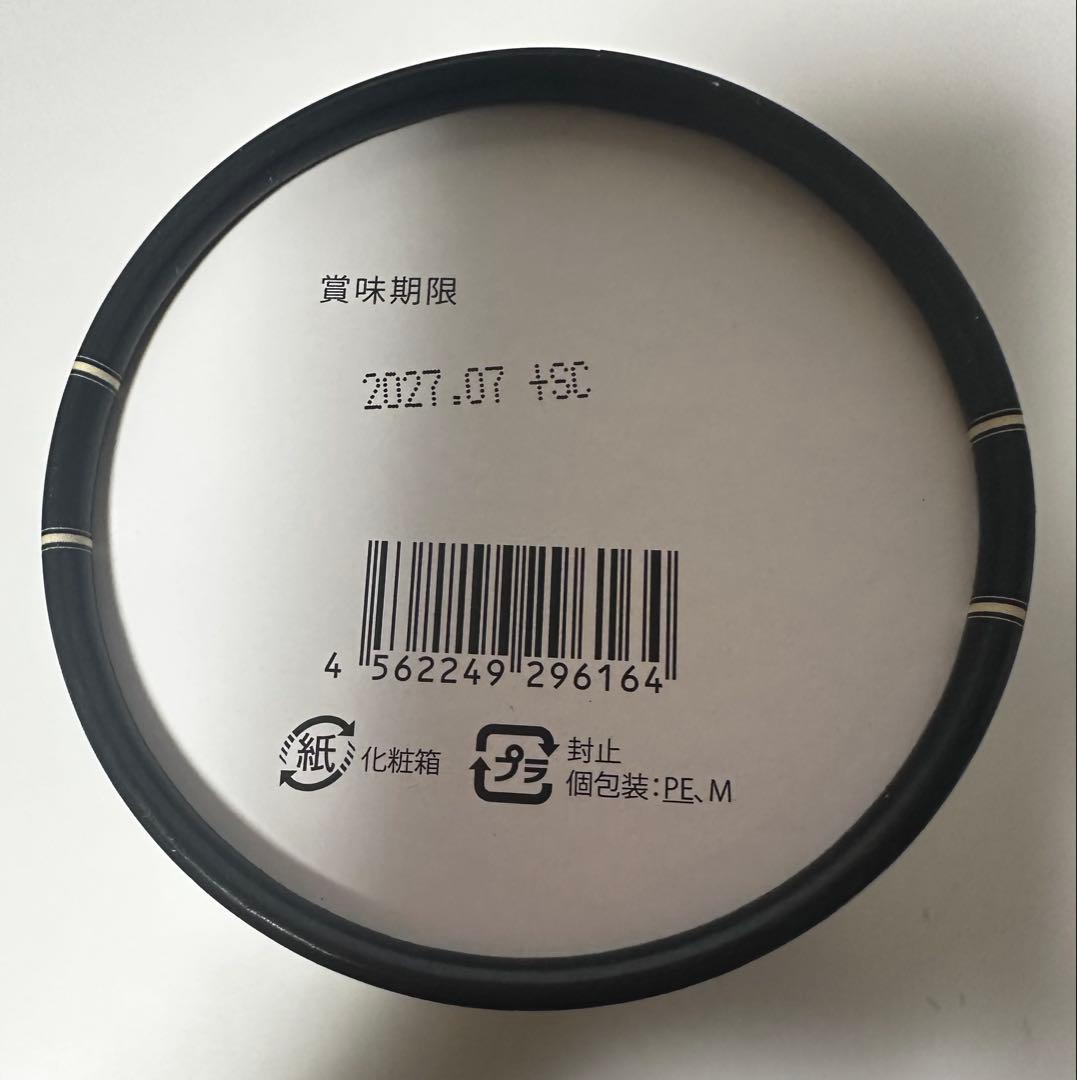 賞味期限
2027.07 +SC
4 562249 296164
紙 化粧箱
プラ 封止
個包装:PE、M